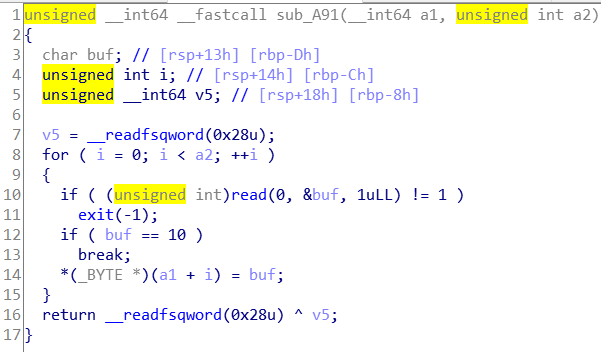 1 unsigned __int64 __fastcall sub_A91(__int64 a1, unsigned int a2)
2 {
3   char buf; // [rsp+13h] [rbp-Dh]
4   unsigned int i; // [rsp+14h] [rbp-Ch]
5   unsigned __int64 v5; // [rsp+18h] [rbp-8h]
6
7   v5 = __readfsqword(0x28u);
8   for ( i = 0; i < a2; ++i )
9   {
10     if ( (unsigned int)read(0, &buf, 1uLL) != 1 )
11       exit(-1);
12     if ( buf == 10 )
13       break;
14     *(_BYTE *)(a1 + i) = buf;
15   }
16   return __readfsqword(0x28u) ^ v5;
17 }